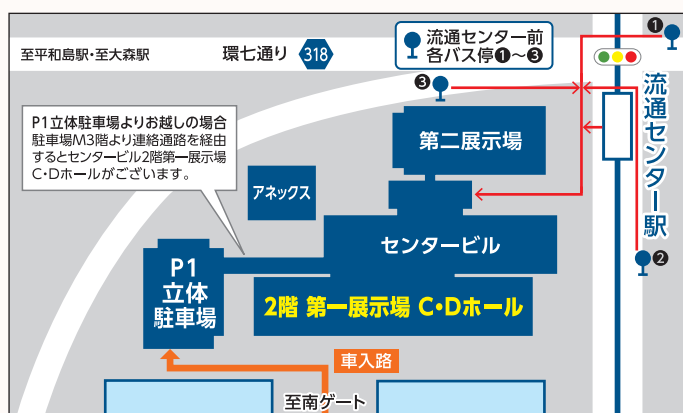 至平和島駅・至大森駅
環七通り 318
流通センター前
各バス停❶～❸
❶
❸
流通センター駅
P1立体駐車場よりお越しの場合
駐車場M3階より連絡通路を経由
するとセンタービル2階第一展示場
C・Dホールがございます。
第二展示場
アネックス
センタービル
❷
P1
立体
駐車場
2階 第一展示場 C・Dホール
車入路
至南ゲート